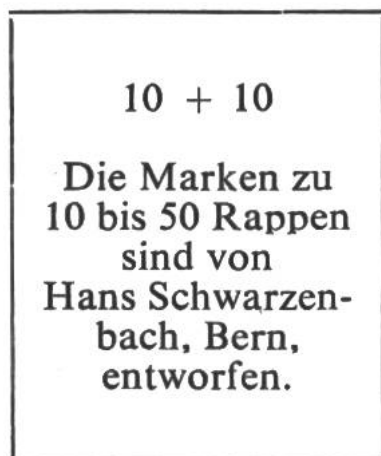 10 + 10
Die Marken zu
10 bis 50 Rappen
sind von
Hans Schwarzen-
bach, Bern,
entworfen.